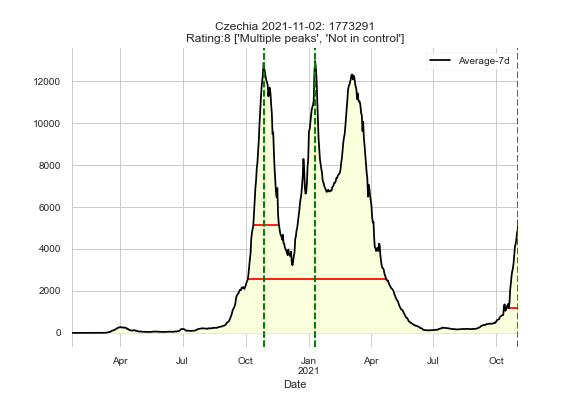 Czechia 2021-11-02: 1773291
Rating:8 ['Multiple peaks', 'Not in control']
Average-7d
12000
10000
8000
6000
4000
2000
0
Apr Jul Oct Jan Apr Jul Oct
2021
Date